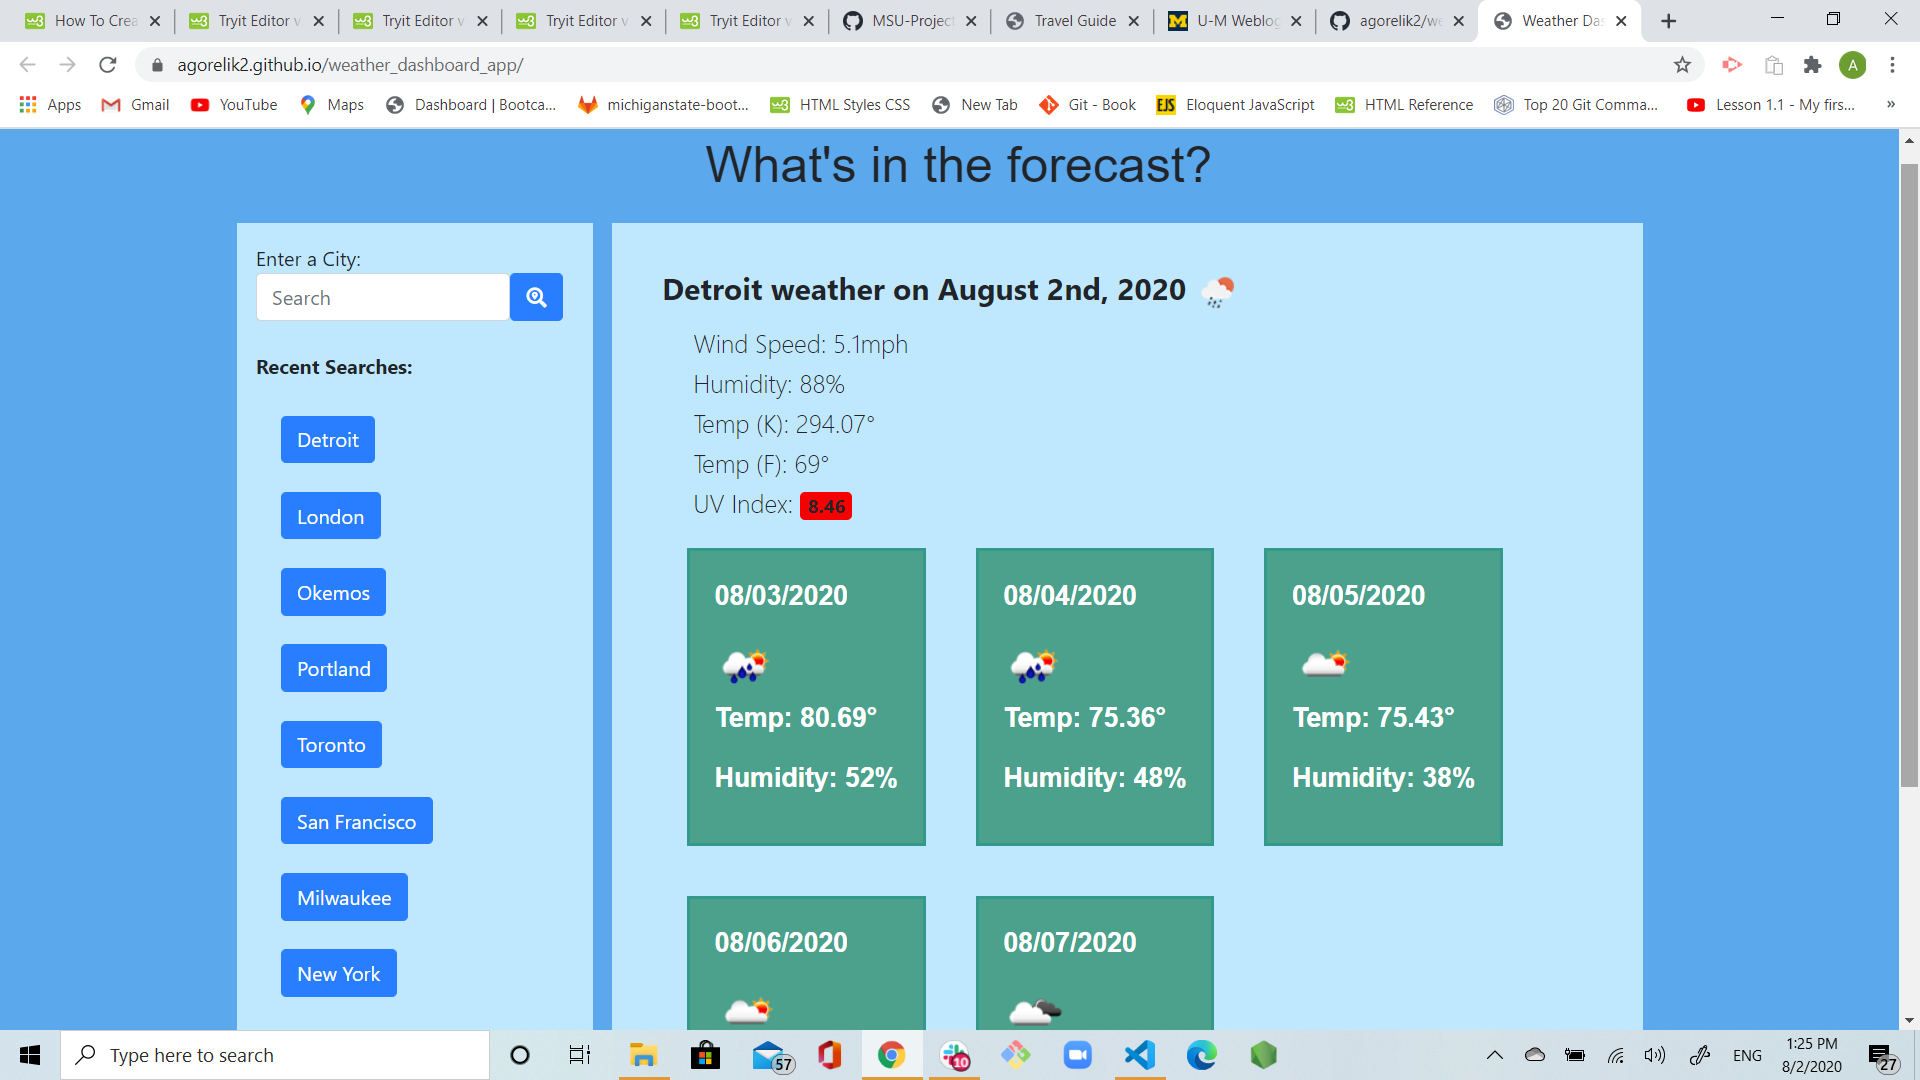 How To Crea
Tryit Editor v
Tryit Editor v
Tryit Editor v
Tryit Editor v
MSU-Project
Travel Guide
U-M Weblog
agorelik2/we
Weather Das
agorelik2.github.io/weather_dashboard_app/
A
Apps
Gmail
YouTube
Maps
Dashboard | Bootca...
michiganstate-boot...
HTML Styles CSS
New Tab
Git - Book
EJS
Eloquent JavaScript
HTML Reference
Top 20 Git Comma...
Lesson 1.1 - My firs...
»
What's in the forecast?
Enter a City:
Search
Recent Searches:
Detroit
London
Okemos
Portland
Toronto
San Francisco
Milwaukee
New York
Detroit weather on August 2nd, 2020
Wind Speed: 5.1mph
Humidity: 88%
Temp (K): 294.07°
Temp (F): 69°
UV Index: 8.46
08/03/2020
Temp: 80.69°
Humidity: 52%
08/04/2020
Temp: 75.36°
Humidity: 48%
08/05/2020
Temp: 75.43°
Humidity: 38%
08/06/2020
08/07/2020
Type here to search
57
10
ENG
1:25 PM
8/2/2020
27